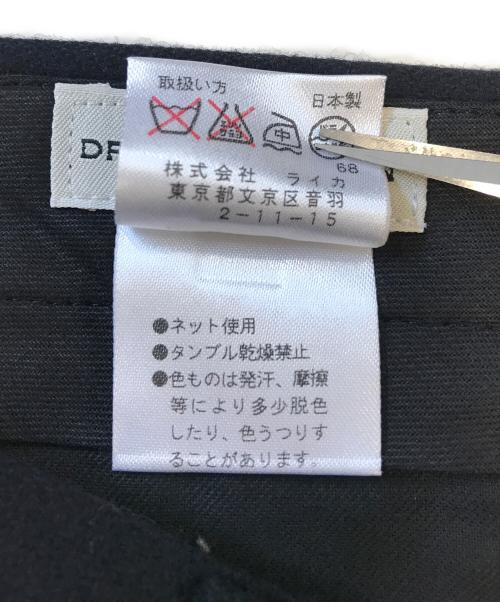 取扱い方
日本製
中
68
株式会社 ライカ
東京都文京区音羽
2-11-15
●ネット使用
●タンブル乾燥禁止
●色ものは発汗、摩擦
等により多少脱色
したり、色うつりす
ることがあります。